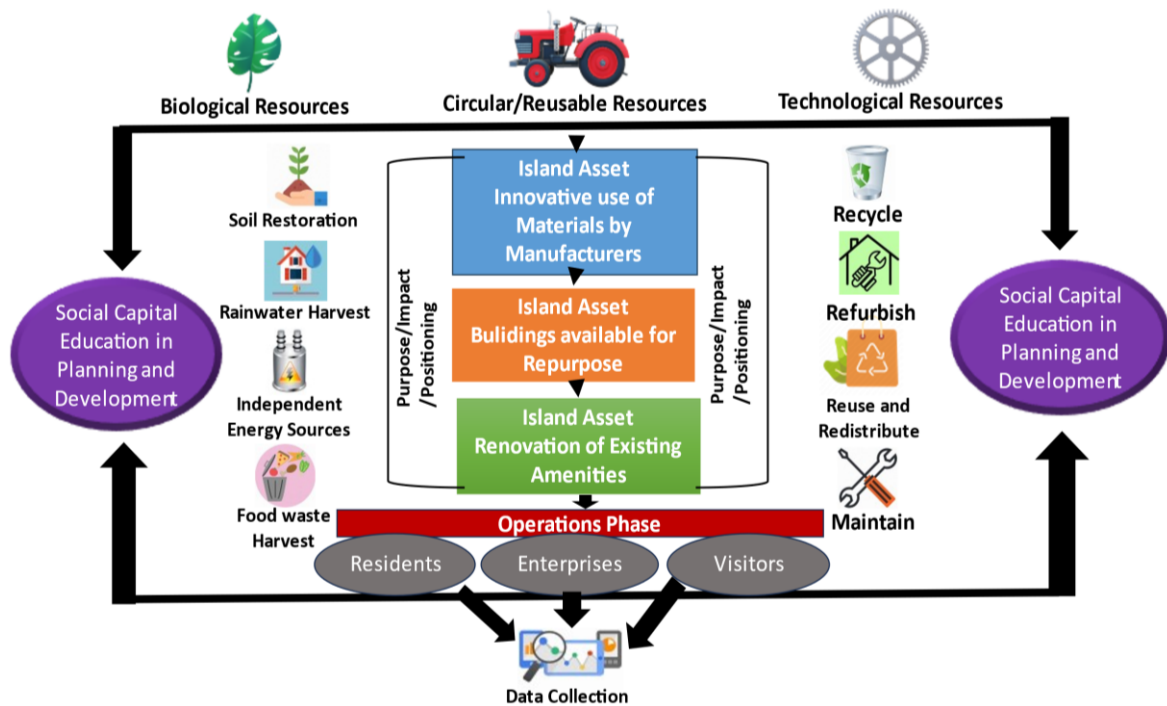 Biological Resources
Circular/Reusable Resources
Technological Resources
Soil Restoration
Rainwater Harvest
Independent
Energy Sources
Food waste
Harvest
Social Capital
Education in
Planning and
Development
Purpose/Impact
/Positioning
Island Asset
Innovative use of
Materials by
Manufacturers
Island Asset
Bulidings available for
Repurpose
Island Asset
Renovation of Existing
Amenities
Purpose/Impact
/Positioning
Recycle
Refurbish
Reuse and
Redistribute
Maintain
Social Capital
Education in
Planning and
Development
Operations Phase
Residents
Enterprises
Visitors
Data Collection